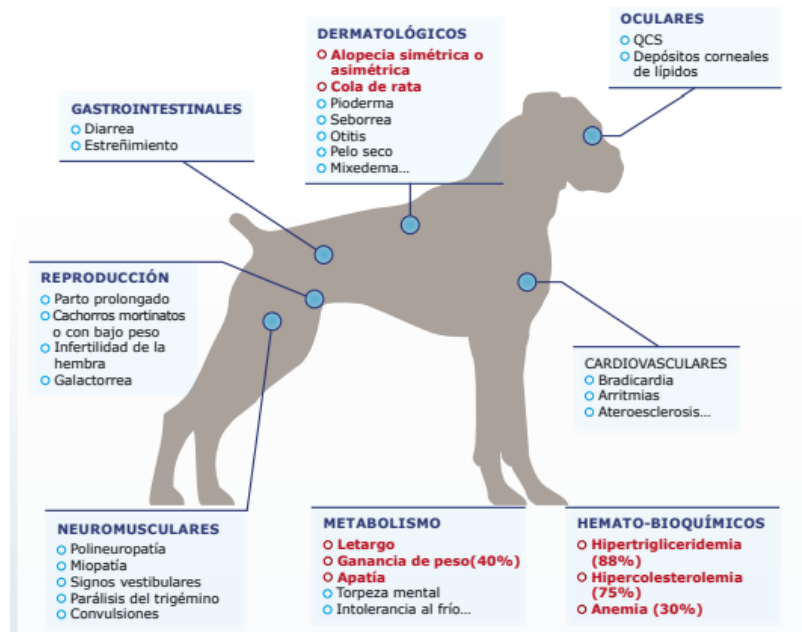 DERMATOLÓGICOS
Alopecia simétrica o
asimétrica
Cola de rata
Pioderma
Seborrea
Otitis
Pelo seco
Mixedema...
OCULARES
QCS
Depósitos corneales
de lípidos
GASTROINTESTINALES
Diarrea
Estreñimiento
REPRODUCCIÓN
Parto prolongado
Cachorros mortinatos
o con bajo peso
Infertilidad de la
hembra
Galactorrea
CARDIOVASCULARES
Bradicardia
Arritmias
Ateroesclerosis...
NEUROMUSCULARES
Polineuropatía
Miopatía
Signos vestibulares
Parálisis del trigémino
Convulsiones
METABOLISMO
Letargo
Ganancia de peso(40%)
Apatía
Torpeza mental
Intolerancia al frío...
HEMATO-BIOQUÍMICOS
Hipertrigliceridemia
(88%)
Hipercolesterolemia
(75%)
Anemia (30%)